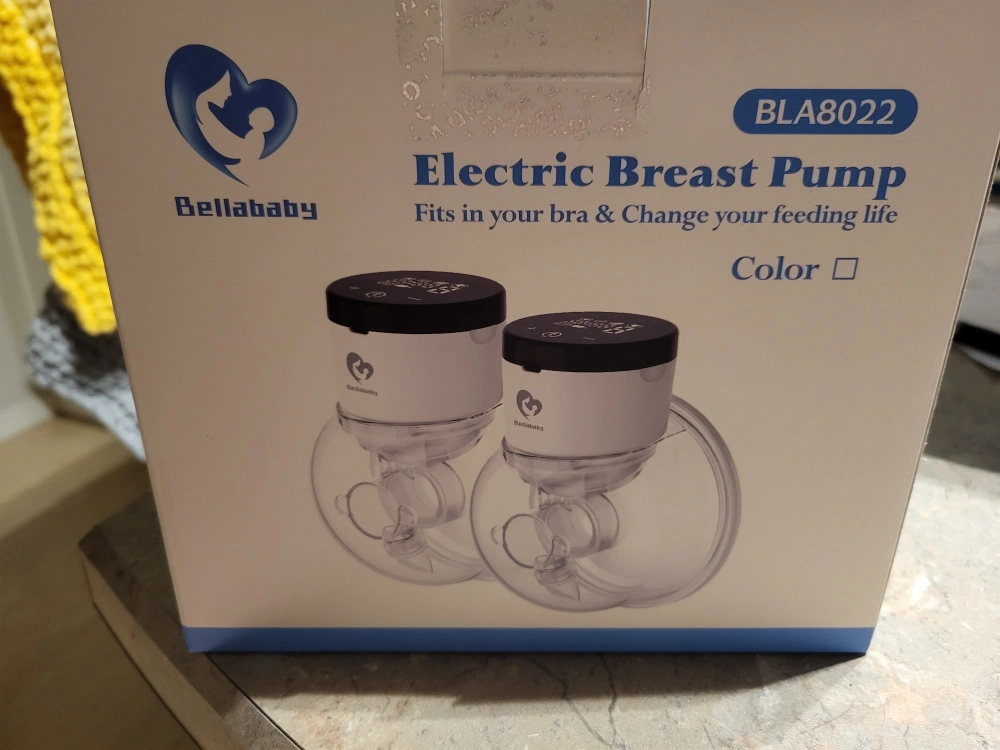 Bellababy
BLA8022
Electric Breast Pump
Fits in your bra & Change your feeding life
Color □
Bellababy
Bellababy